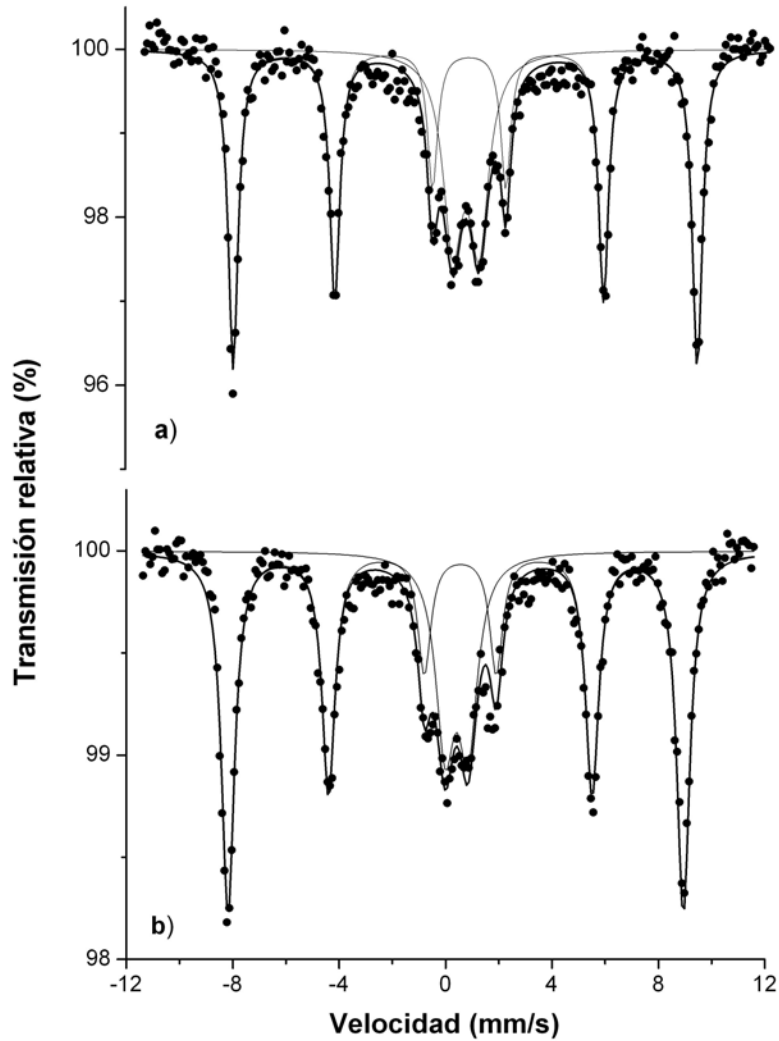 100
98
96
a)
Transmisión relativa (%)
100
99
98
b)
-12 -8 -4 0 4 8 12
Velocidad (mm/s)